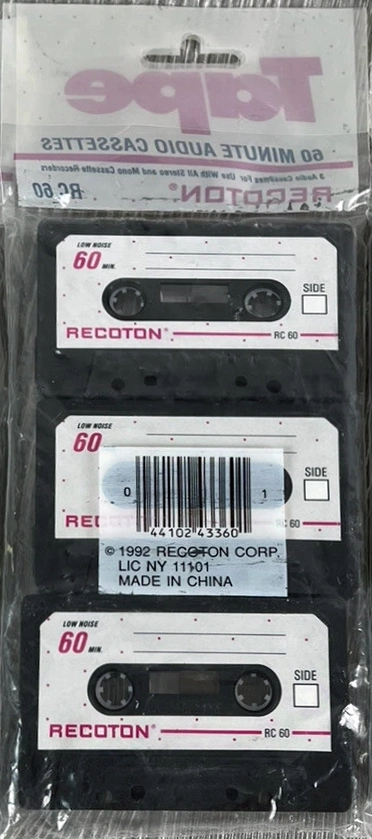 Tape
60 MINUTE AUDIO CASSETTES
3 Audio Cassettes For Use With All Stereo and Mono Cassette Recorders
RECOTON® RC 60
LOW NOISE
60 MIN.
SIDE
RECOTON® RC 60
LOW NOISE
60
SIDE
REC 60
0 44102 43360 1
© 1992 RECOTON CORP.
LIC NY 11101
MADE IN CHINA
LOW NOISE
60 MIN.
SIDE
RECOTON® RC 60